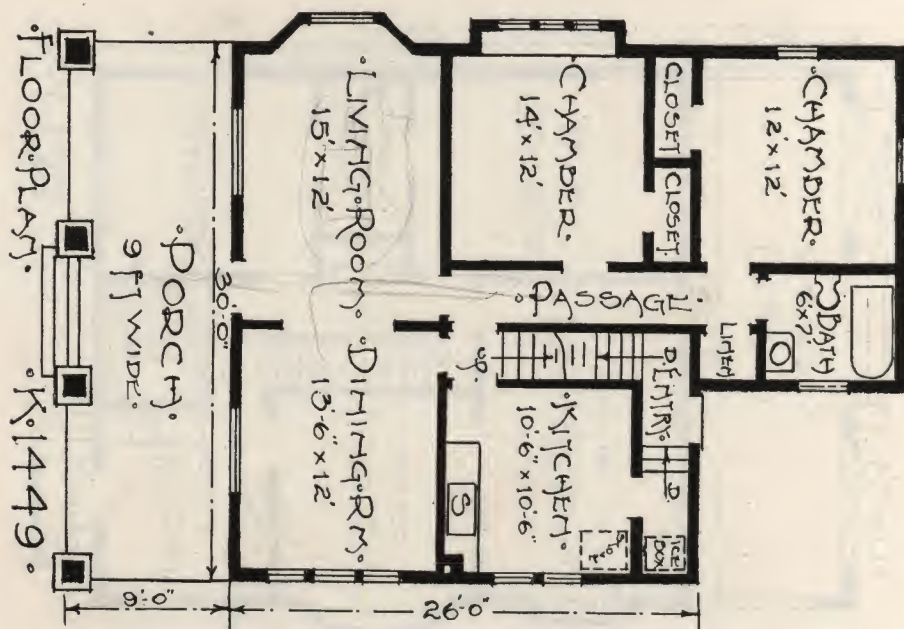 ·FLOOR·PLAN· ·K·1449·
·PORCH·
9 FT WIDE·
30'-0"
9'-0"
26'-0"
·LIVING·ROOM·
15'×12'
·DINING·RM·
13'-6"×12'
·CHAMBER·
14'×12'
CLOSET
CLOSET
·CHAMBER·
12'×12'
·PASSAGE·
UP
·KITCHEN·
10'-6"×10'-6"
S
ENTRY
D
D
ICE
BOX
LINEN
BATH
6'×7'